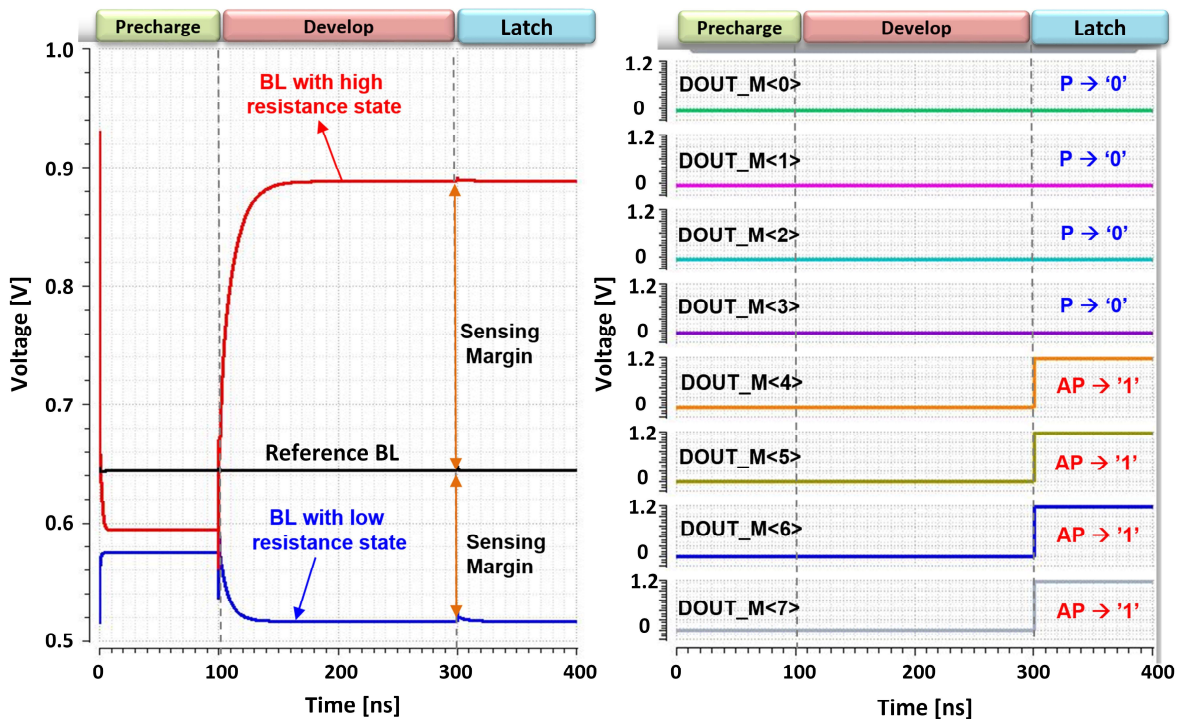 Precharge
Develop
Latch
1.0
0.9
0.8
0.7
0.6
0.5
Voltage [V]
BL with high
resistance state
Sensing
Margin
Reference BL
BL with low
resistance state
Sensing
Margin
0
100
200
300
400
Time [ns]
Precharge
Develop
Latch
Voltage [V]
1.2
DOUT_M<0>
P → ‘0’
0
1.2
DOUT_M<1>
P → ‘0’
0
1.2
DOUT_M<2>
P → ‘0’
0
1.2
DOUT_M<3>
P → ‘0’
0
1.2
DOUT_M<4>
AP → ’1’
0
1.2
DOUT_M<5>
AP → ’1’
0
1.2
DOUT_M<6>
AP → ’1’
0
1.2
DOUT_M<7>
AP → ’1’
0
0
100
200
300
400
Time [ns]